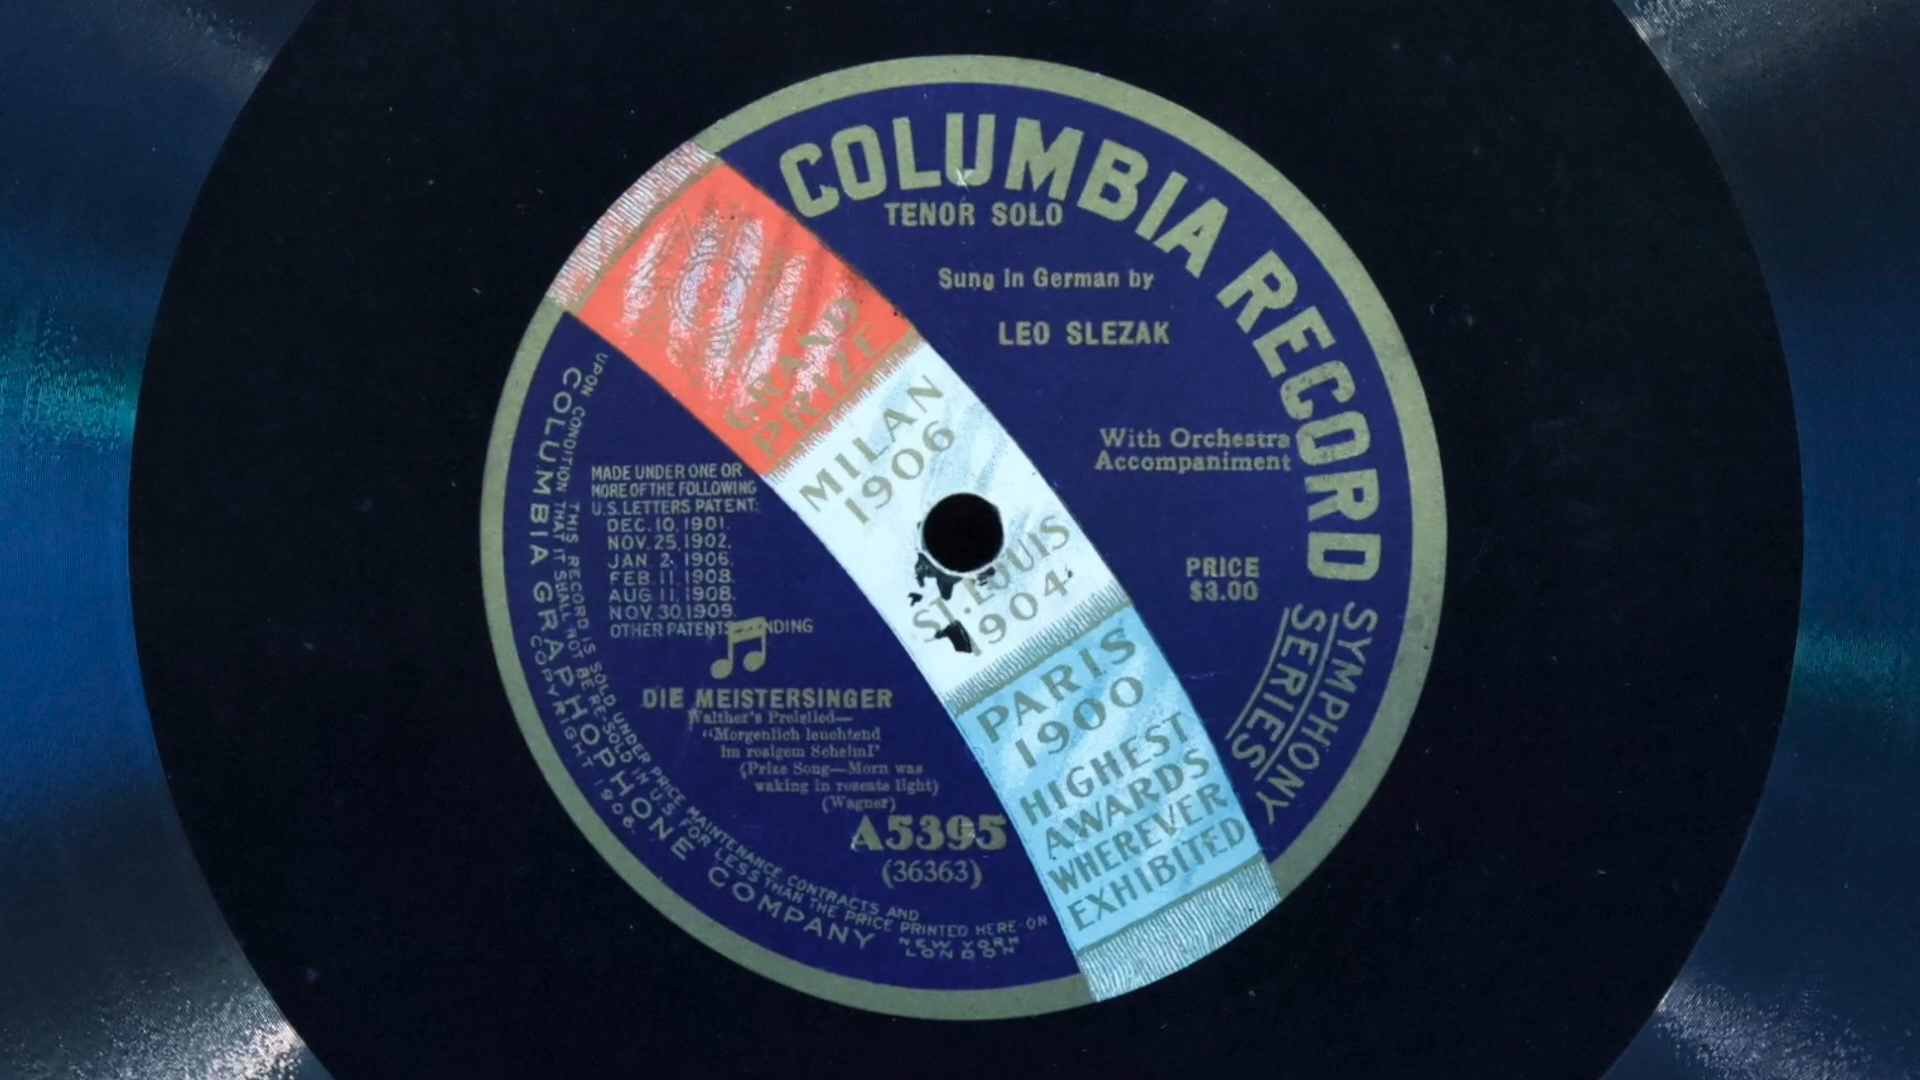 COLUMBIA RECORD
TENOR SOLO
Sung in German by
LEO SLEZAK
With Orchestra
Accompaniment
PRICE
$3.00
SYMPHONY
SERIES
GRAND
PRIZE
MILAN
1906
ST. LOUIS
1904
PARIS
1900
HIGHEST
AWARDS
WHEREVER
EXHIBITED
MADE UNDER ONE OR
MORE OF THE FOLLOWING
U.S. LETTERS PATENT:
DEC. 10, 1901.
NOV. 25, 1902.
JAN. 2, 1906.
FEB. 11, 1908.
AUG. 11, 1908.
NOV. 30, 1909.
OTHER PATENTS PENDING
DIE MEISTERSINGER
Walther's Preislied—
"Morgenlich leuchtend
im rosigem Schein!"
(Prize Song—Morn was
waking in roseate light)
(Wagner)
A5395
(36363)
UPON CONDITION THAT IT SHALL NOT BE RE-SOLD IN U.S. FOR LESS THAN THE PRICE PRINTED HERE-ON
THIS RECORD IS SOLD UNDER PRICE MAINTENANCE CONTRACTS AND
COLUMBIA GRAPHOPHONE COMPANY
COPYRIGHT 1906.
NEW YORK
LONDON